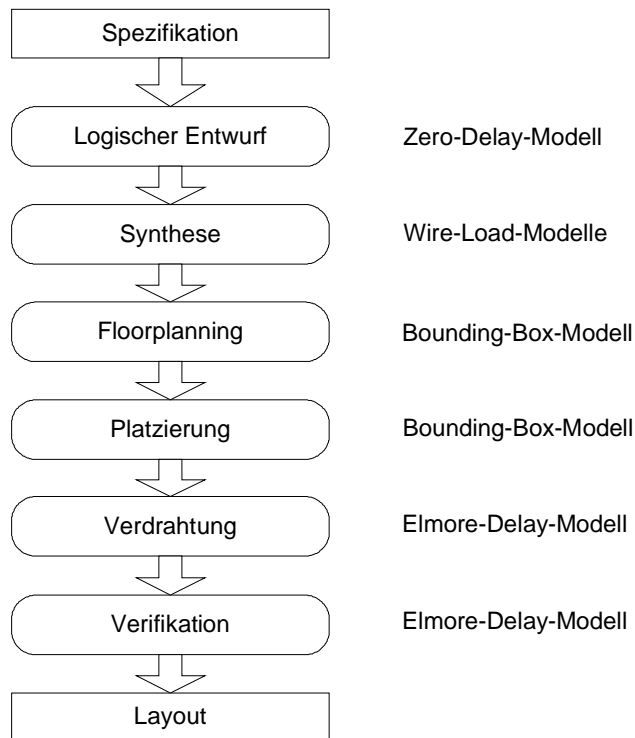 Spezifikation
Logischer Entwurf
Zero-Delay-Modell
Synthese
Wire-Load-Modelle
Floorplanning
Bounding-Box-Modell
Platzierung
Bounding-Box-Modell
Verdrahtung
Elmore-Delay-Modell
Verifikation
Elmore-Delay-Modell
Layout